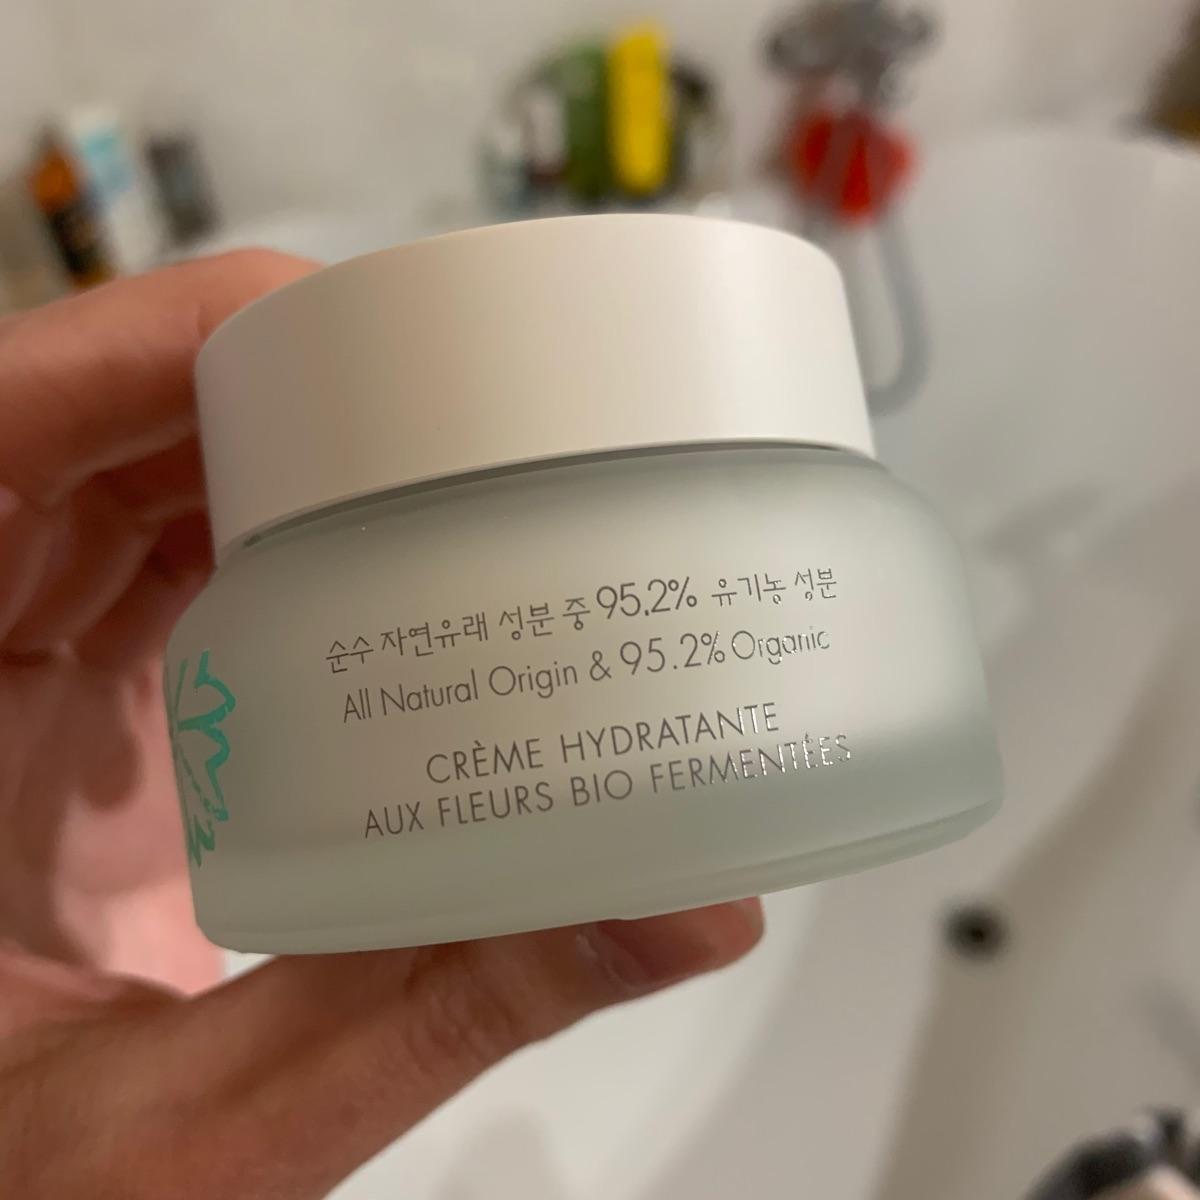 순수 자연유래 성분 중 95.2% 유기농 성분
All Natural Origin & 95.2% Organic
CRÈME HYDRATANTE
AUX FLEURS BIO FERMENTÉES